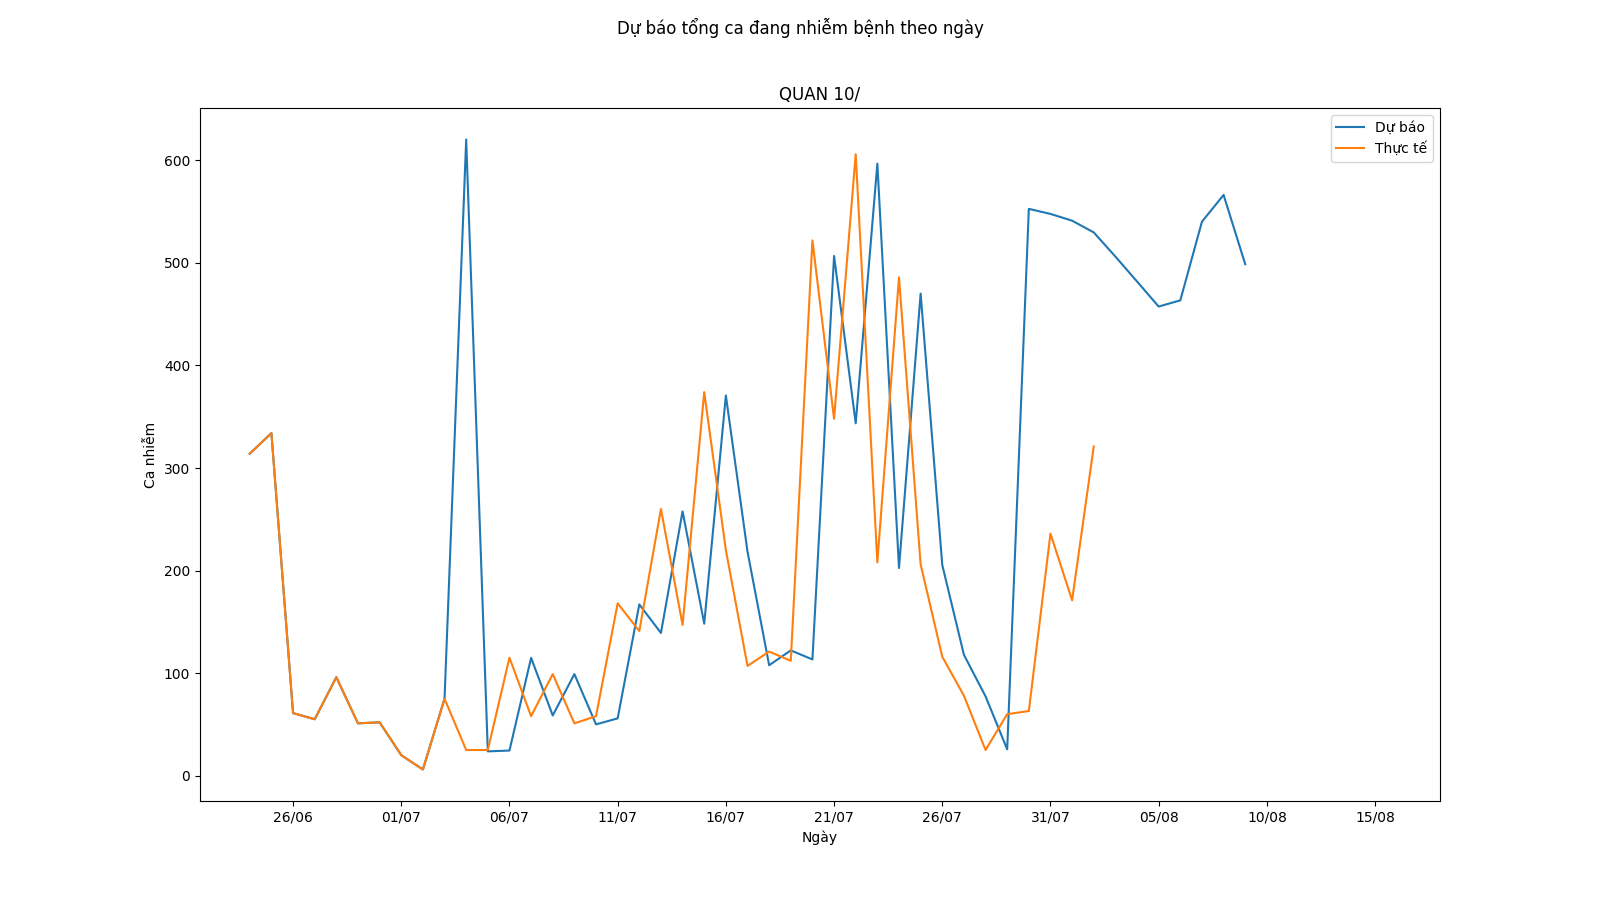 Dự báo tổng ca đang nhiễm bệnh theo ngày
QUAN 10/
Dự báo
Thực tế
600
500
400
300
200
100
0
Ca nhiễm
26/06 01/07 06/07 11/07 16/07 21/07 26/07 31/07 05/08 10/08 15/08
Ngày